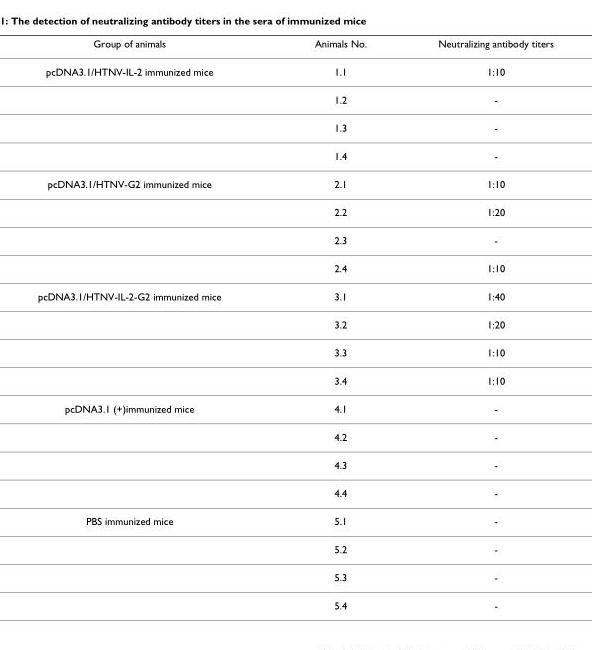 1: The detection of neutralizing antibody titers in the sera of immunized mice
Group of animals Animals No. Neutralizing antibody titers
pcDNA3.1/HTNV-IL-2 immunized mice 1.1 1:10
1.2 -
1.3 -
1.4 -
pcDNA3.1/HTNV-G2 immunized mice 2.1 1:10
2.2 1:20
2.3 -
2.4 1:10
pcDNA3.1/HTNV-IL-2-G2 immunized mice 3.1 1:40
3.2 1:20
3.3 1:10
3.4 1:10
pcDNA3.1 (+)immunized mice 4.1 -
4.2 -
4.3 -
4.4 -
PBS immunized mice 5.1 -
5.2 -
5.3 -
5.4 -